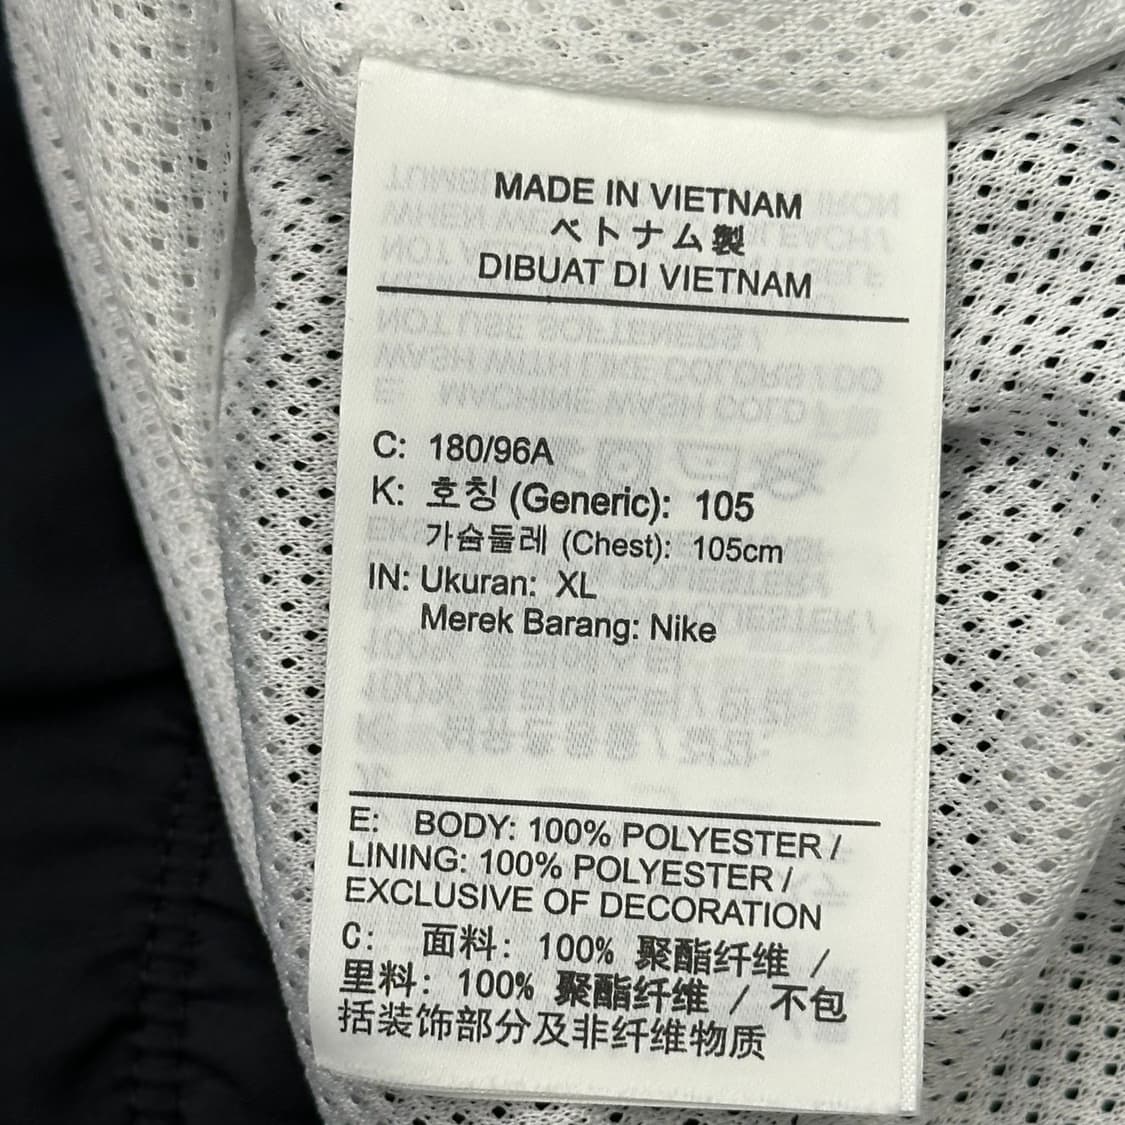 MADE IN VIETNAM
ベトナム製
DIBUAT DI VIETNAM
C: 180/96A
K: 호칭 (Generic): 105
가슴둘레 (Chest): 105cm
IN: Ukuran: XL
Merek Barang: Nike
E: BODY: 100% POLYESTER /
LINING: 100% POLYESTER /
EXCLUSIVE OF DECORATION
C: 面料: 100% 聚酯纤维 /
里料: 100% 聚酯纤维 / 不包
括装饰部分及非纤维物质